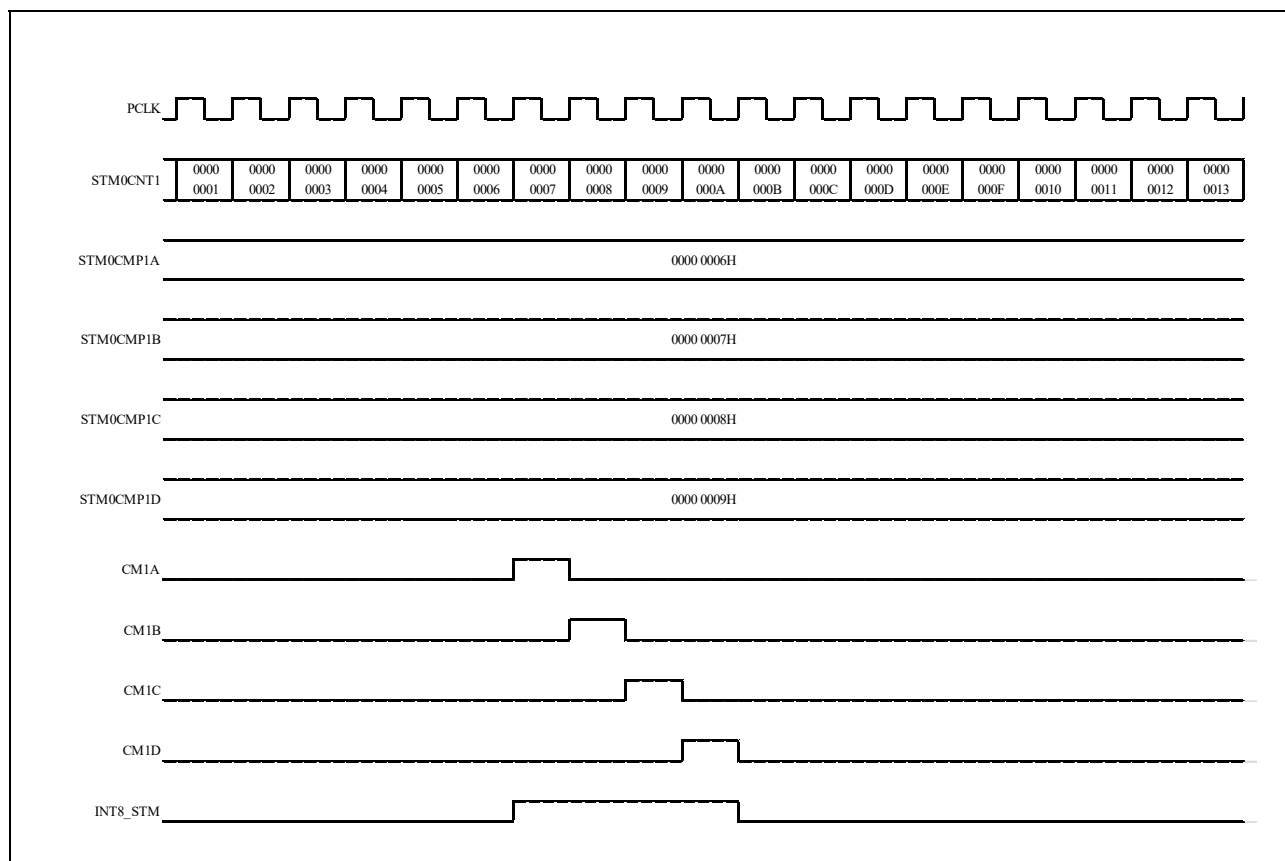 PCLK
STM0CNT1
0000 0000 0000 0000 0000 0000 0000 0000 0000 0000 0000 0000 0000 0000 0000 0000 0000 0000 0000
0001 0002 0003 0004 0005 0006 0007 0008 0009 000A 000B 000C 000D 000E 000F 0010 0011 0012 0013
STM0CMP1A 0000 0006H
STM0CMP1B 0000 0007H
STM0CMP1C 0000 0008H
STM0CMP1D 0000 0009H
CM1A
CM1B
CM1C
CM1D
INT8_STM